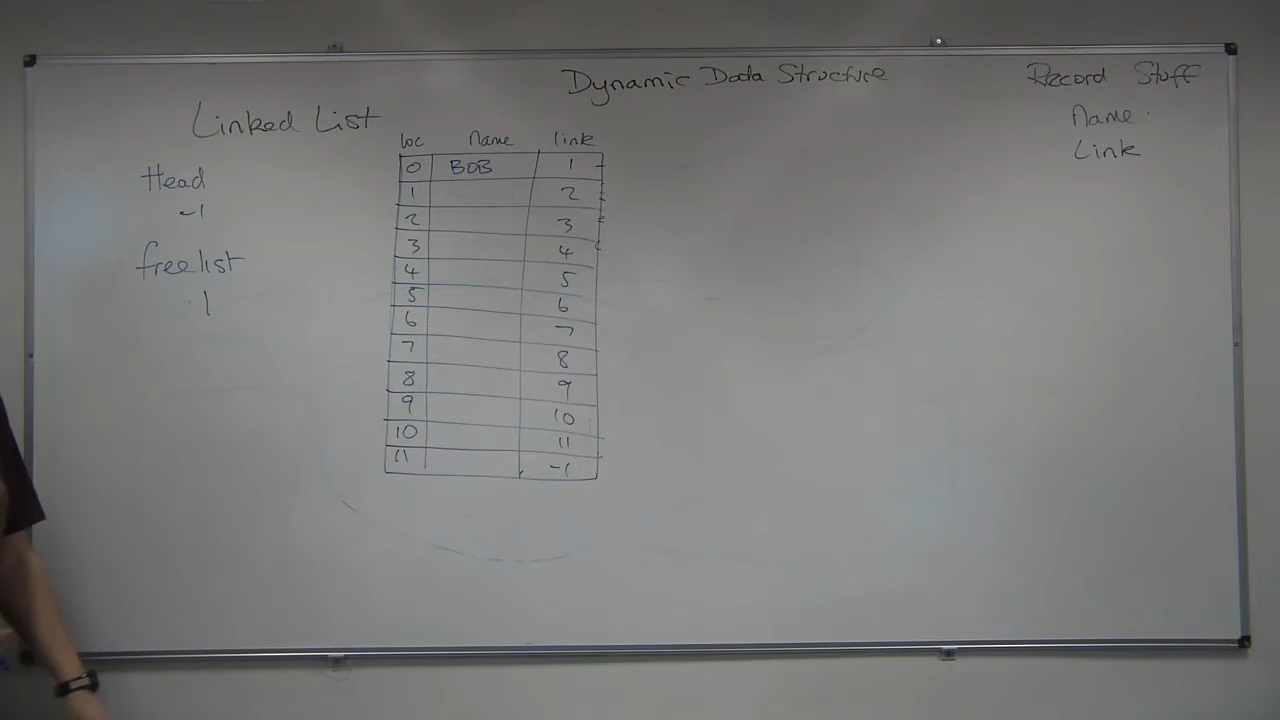 Dynamic Data Structure
Record Stuff
Name
Link
Linked List
Head
-1
freelist
1
loc Name link
0 BOB 1
1 2
2 3
3 4
4 5
5 6
6 7
7 8
8 9
9 10
10 11
11 -1